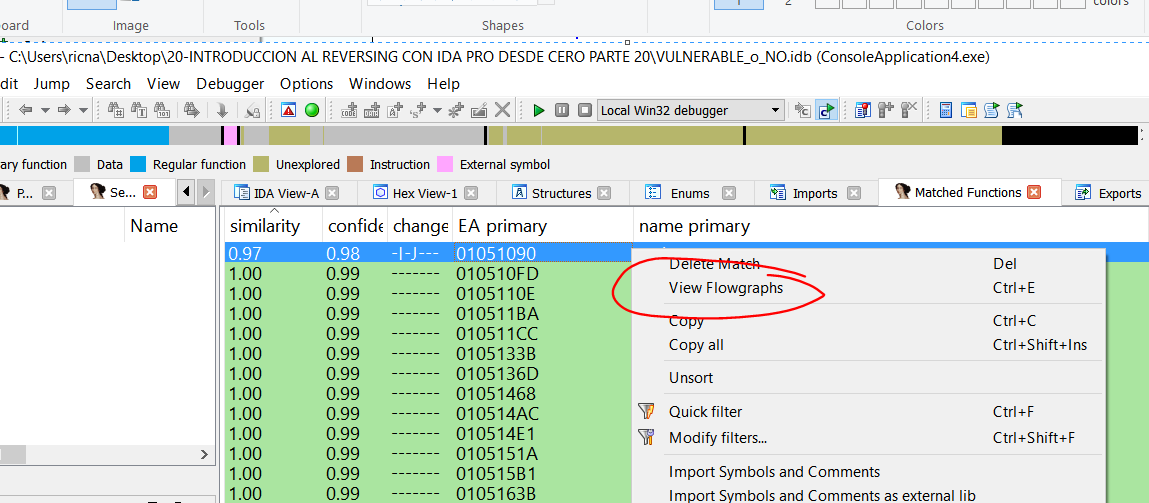 oard
Image
Tools
Shapes
1
2
Colors
colors
- C:\Users\ricna\Desktop\20-INTRODUCCION AL REVERSING CON IDA PRO DESDE CERO PARTE 20\VULNERABLE_o_NO.idb (ConsoleApplication4.exe)
dit Jump Search View Debugger Options Windows Help
Local Win32 debugger
ary function Data Regular function Unexplored Instruction External symbol
P... Se... IDA View-A Hex View-1 Structures Enums Imports Matched Functions Exports
Name similarity confide change EA primary name primary
0.97 0.98 -I-J--- 01051090
1.00 0.99 ------- 010510FD
1.00 0.99 ------- 0105110E
1.00 0.99 ------- 010511BA
1.00 0.99 ------- 010511CC
1.00 0.99 ------- 0105133B
1.00 0.99 ------- 0105136D
1.00 0.99 ------- 01051468
1.00 0.99 ------- 010514AC
1.00 0.99 ------- 010514E1
1.00 0.99 ------- 0105151A
1.00 0.99 ------- 010515B1
1.00 0.99 ------- 0105163B
Delete Match Del
View Flowgraphs Ctrl+E
Copy Ctrl+C
Copy all Ctrl+Shift+Ins
Unsort
Quick filter Ctrl+F
Modify filters... Ctrl+Shift+F
Import Symbols and Comments
Import Symbols and Comments as external lib